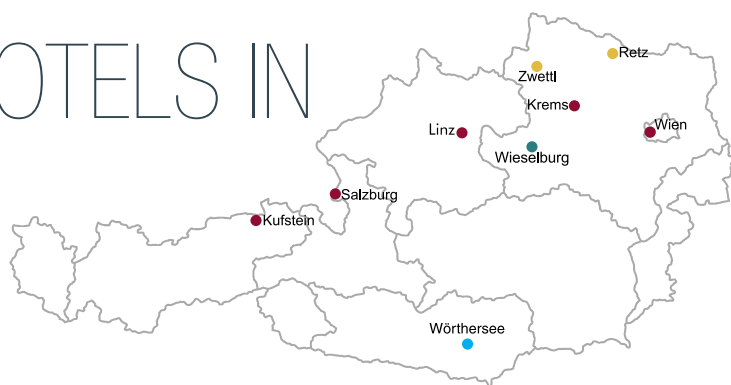 OTELS IN
Retz
Zwettl
Krems
Wien
Linz
Wieselburg
Salzburg
Kufstein
Wörthersee